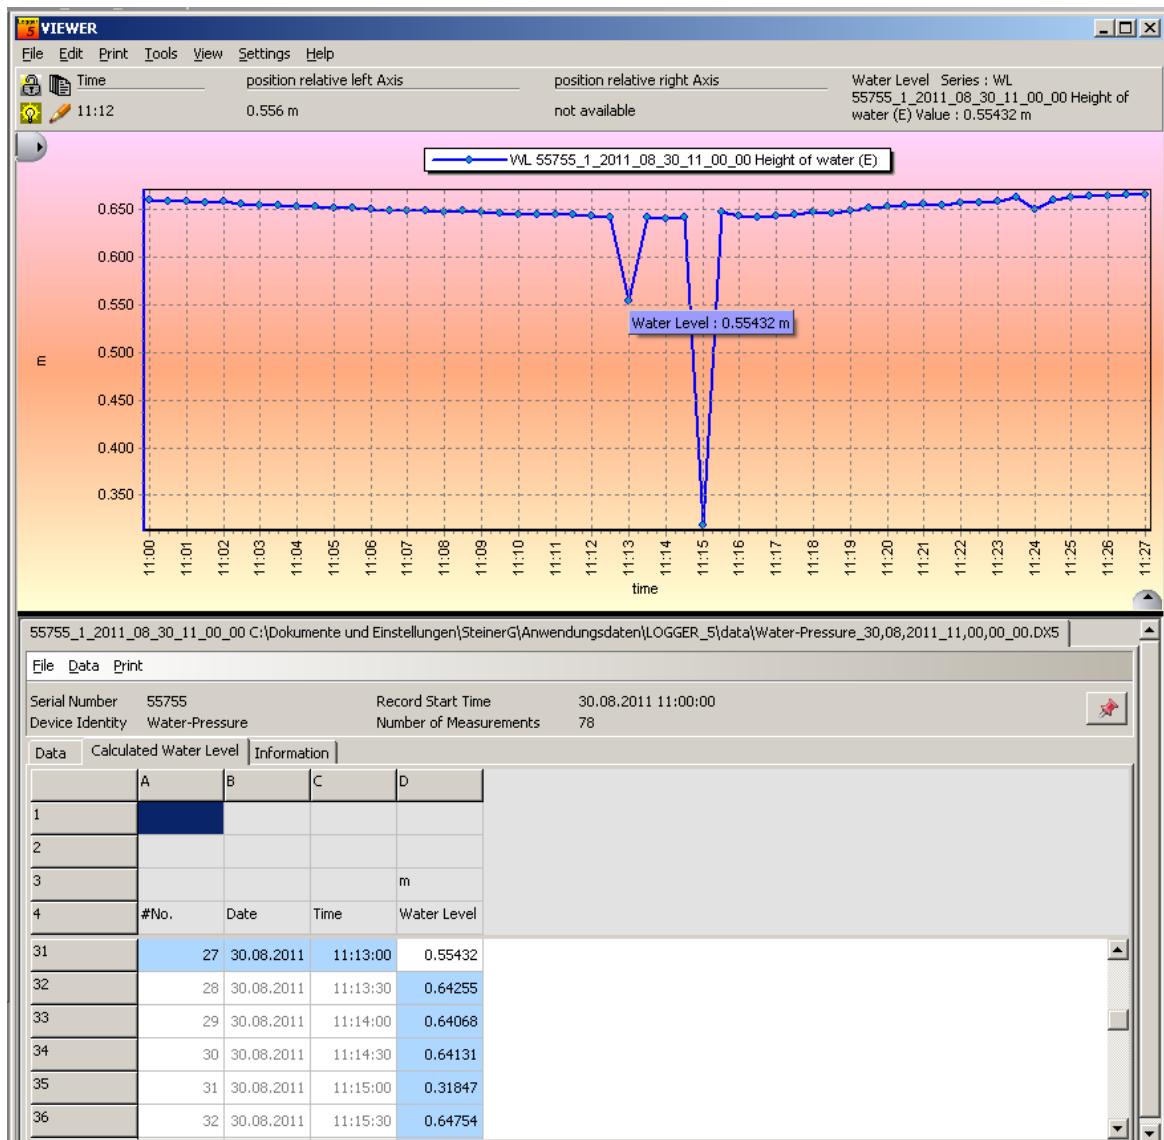 Logger 5 VIEWER
File Edit Print Tools View Settings Help
Time position relative left Axis position relative right Axis Water Level Series : WL
55755_1_2011_08_30_11_00_00 Height of
11:12 0.556 m not available water (E) Value : 0.55432 m
WL 55755_1_2011_08_30_11_00_00 Height of water (E)
0.650
0.600
0.550
Water Level : 0.55432 m
0.500
m
0.450
0.400
0.350
11:00 11:01 11:02 11:03 11:04 11:05 11:06 11:07 11:08 11:09 11:10 11:11 11:12 11:13 11:14 11:15 11:16 11:17 11:18 11:19 11:20 11:21 11:22 11:23 11:24 11:25 11:26 11:27
time
55755_1_2011_08_30_11_00_00 C:\Dokumente und Einstellungen\SteinerG\Anwendungsdaten\LOGGER_5\data\Water-Pressure_30,08,2011_11,00,00_00.DX5
File Data Print
Serial Number 55755 Record Start Time 30.08.2011 11:00:00
Device Identity Water-Pressure Number of Measurements 78
Data Calculated Water Level Information
A B C D
1
2
3 m
4 #No. Date Time Water Level
31 27 30.08.2011 11:13:00 0.55432
32 28 30.08.2011 11:13:30 0.64255
33 29 30.08.2011 11:14:00 0.64068
34 30 30.08.2011 11:14:30 0.64131
35 31 30.08.2011 11:15:00 0.31847
36 32 30.08.2011 11:15:30 0.64754